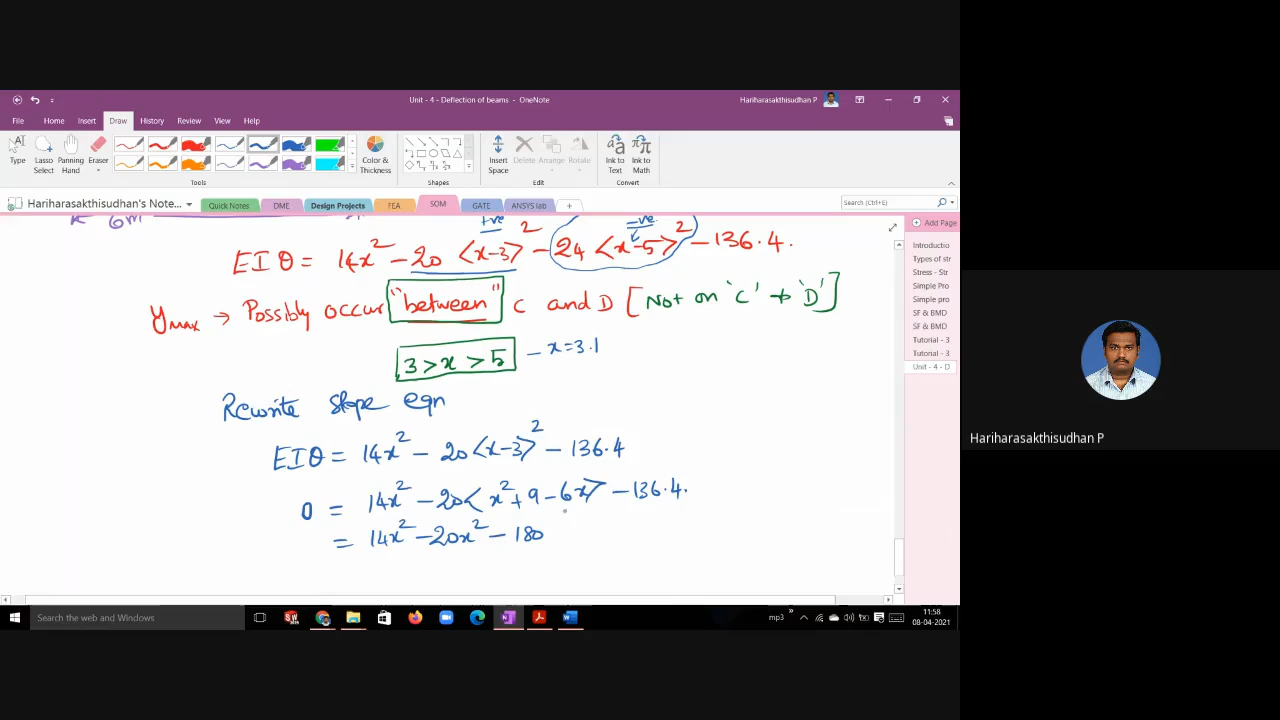 Unit - 4 - Deflection of beams - OneNote
Hariharasakthisudhan P
File Home Insert Draw History Review View Help
Type Lasso Select Panning Hand Eraser
Color & Thickness
Insert Space Delete Arrange Rotate
Ink to Text Ink to Math
Tools Shapes Edit Convert
Hariharasakthisudhan's Note...
Quick Notes DME Design Projects FEA SOM GATE ANSYS lab +
Search (Ctrl+E)
6m
+ve -ve
EIθ = 14x² - 20 <x-3>² - 24 <x-5>² - 136.4.
Ymax → Possibly occur "between" C and D [Not on 'C' & 'D']
3 > x > 5 - x = 3.1
Rewrite slope eqn
EIθ = 14x² - 20 <x-3>² - 136.4
0 = 14x² - 20 < x² + 9 - 6x> - 136.4.
= 14x² - 20x² - 180
Add Page
Introductio
Types of str
Stress - Str
Simple Pro
Simple pro
SF & BMD
SF & BMD
Tutorial - 3
Tutorial - 3
Unit - 4 - D
Hariharasakthisudhan P
Search the web and Windows
mp3
11:58
08-04-2021